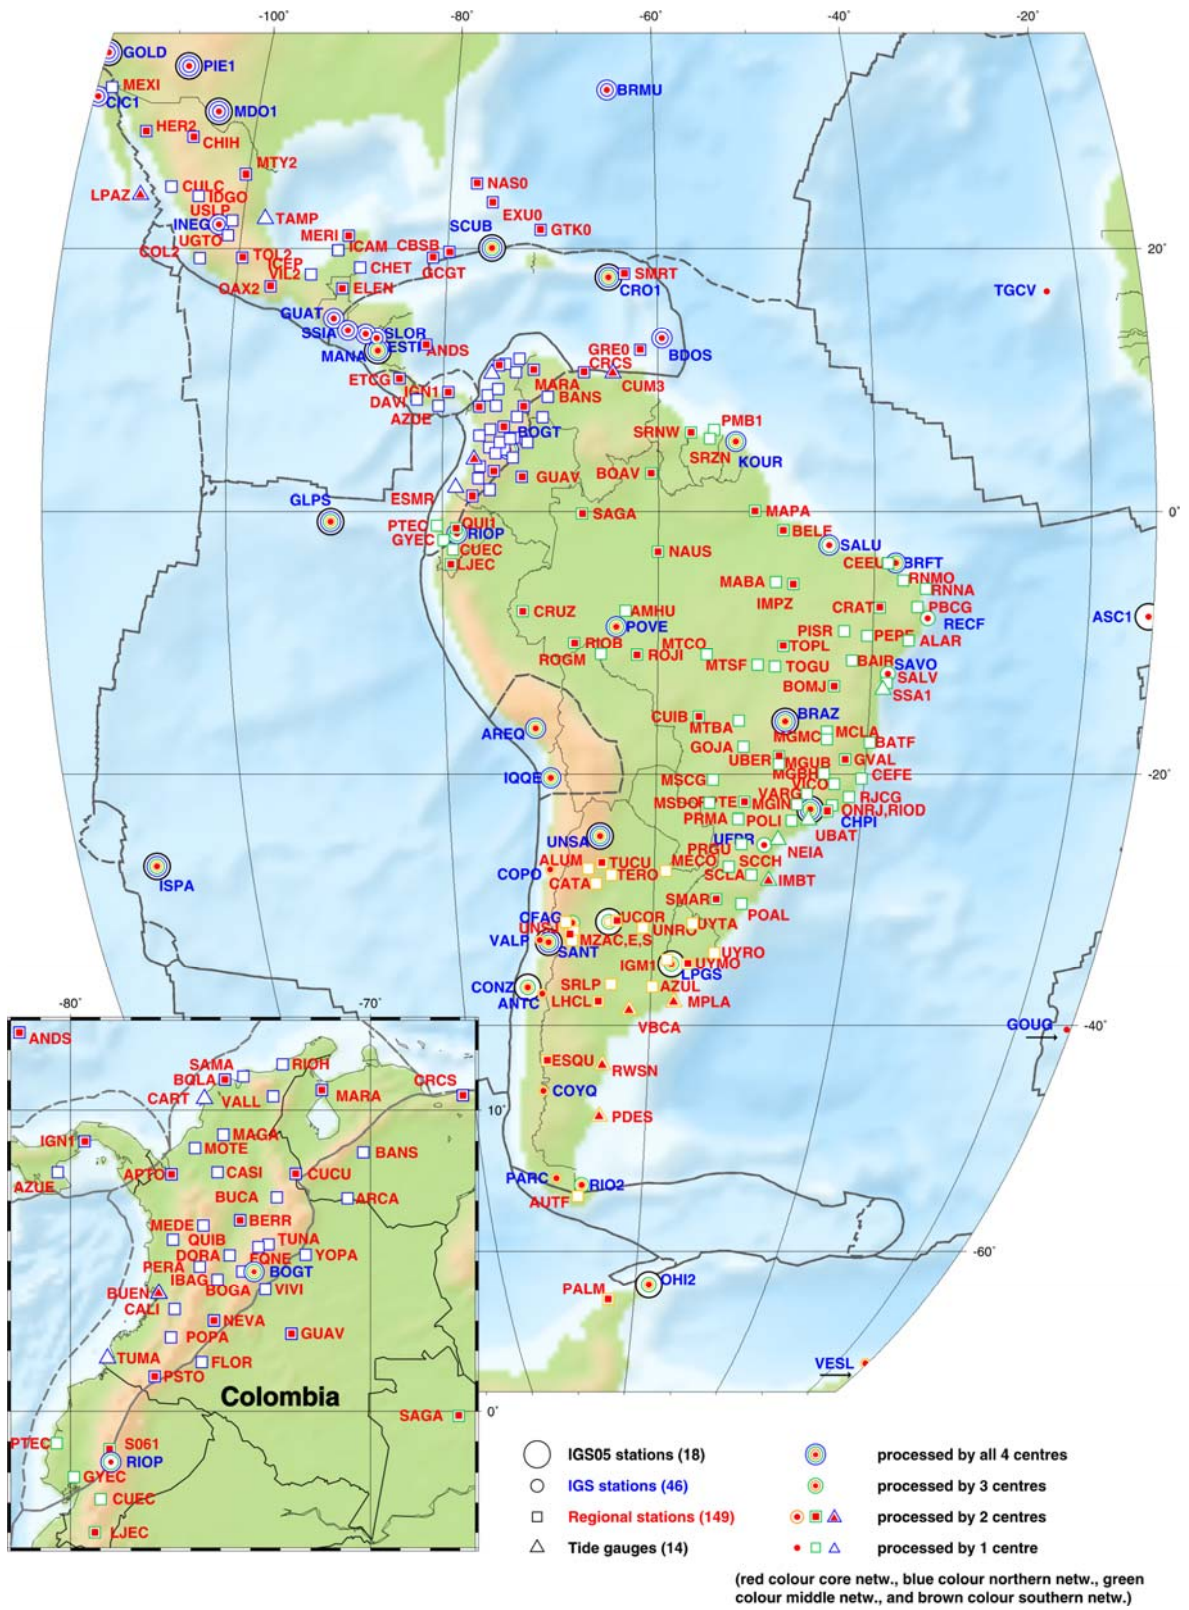 -100° -80° -60° -40° -20°
GOLD
PIE1
MEXI
CIC1
MDO1
BRMU
HER2
CHIH
MTY2
LPAZ
CULC
IDGO
USLP
TAMP
INEG
UGTO
MERI
ICAM
COL2
TOL2
ICEP
CHET
VIL2
OAX2
ELEN
NAS0
EXU0
GTK0
SCUB
CBSB
GCGT
20°
SMRT
CRO1
TGCV
GUAT
SSIA
SLOR
ESTI
MANA
ANDS
BDOS
GRE0
CRCS
ETCG
IGN1
MARA
CUM3
DAVI
BANS
AZUE
BOGT
PMB1
SRNW
SRZN
KOUR
BOAV
GUAV
ESMR
GLPS
0°
SAGA
MAPA
PTEC
QUI1
RIOP
GYEC
BELE
SALU
CUEC
LJEC
NAUS
CEEU
BRFT
RNMO
MABA
IMPZ
RNNA
CRUZ
AMHU
CRAT
PBCG
ASC1
POVE
RECF
PISR
PEPE
ALAR
RIOB
MTCO
TOPL
ROGM
ROJI
MTSF
TOGU
BAIR
SAVO
SALV
BOMJ
SSA1
CUIB
MTBA
BRAZ
MCLA
MGMC
BATF
AREQ
GOJA
UBER
MGUB
GVAL
IQQE
MSCG
MGBH
CEFE
-20°
VICO
VARG
MSDO
PPTE
MGIN
RJCG
ONRJ,RIOD
PRMA
POLI
CHPI
UNSA
UFPR
UBAT
PRGU
NEIA
ISPA
ALUM
TUCU
MECO
SCCH
COPO
CATA
TERO
SCLA
IMBT
SMAR
POAL
CFAG
UCOR
UNSJ
UNRO
UYTA
VALP
MZAC,E,S
SANT
IGM1
UYRO
UYMO
LPGS
CONZ
SRLP
AZUL
ANTC
LHCL
MPLA
VBCA
GOUG
-40°
ESQU
RWSN
COYQ
PDES
PARC
RIO2
AUTF
-60°
PALM
OHI2
VESL
-80° -70°
ANDS
SAMA
RIOH
BQLA
CRCS
CART
VALL
MARA
10°
IGN1
MAGA
MOTE
BANS
APTO
CASI
CUCU
AZUE
BUCA
ARCA
MEDE
BERR
QUIB
TUNA
DORA
YOPA
PERA
BOGT
IBAG
BUEN
BOGA
VIVI
CALI
NEVA
POPA
GUAV
TUMA
FLOR
PSTO
Colombia
0°
SAGA
PTEC
S061
RIOP
GYEC
CUEC
LJEC
IGS05 stations (18)
processed by all 4 centres
IGS stations (46)
processed by 3 centres
Regional stations (149)
processed by 2 centres
Tide gauges (14)
processed by 1 centre
(red colour core netw., blue colour northern netw., green
colour middle netw., and brown colour southern netw.)